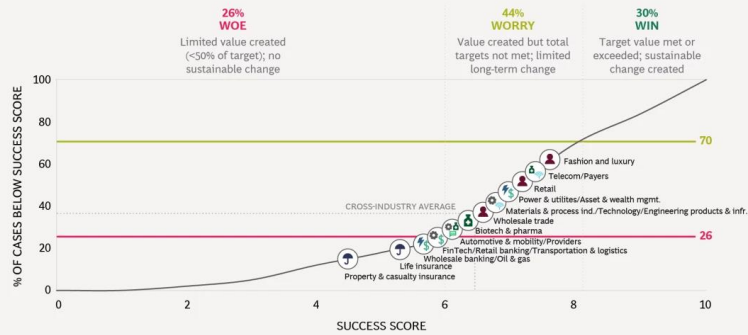 26%
WOE
Limited value created
(<50% of target); no
sustainable change
44%
WORRY
Value created but total
targets not met; limited
long-term change
30%
WIN
Target value met or
exceeded; sustainable
change created
% OF CASES BELOW SUCCESS SCORE
100
80
60
40
20
0
70
26
CROSS-INDUSTRY AVERAGE
Fashion and luxury
Telecom/Payers
Retail
Power & utilites/Asset & wealth mgmt.
Materials & process ind./Technology/Engineering products & infr.
Wholesale trade
Biotech & pharma
Automotive & mobility/Providers
FinTech/Retail banking/Transportation & logistics
Wholesale banking/Oil & gas
Life insurance
Property & casualty insurance
0 2 4 6 8 10
SUCCESS SCORE